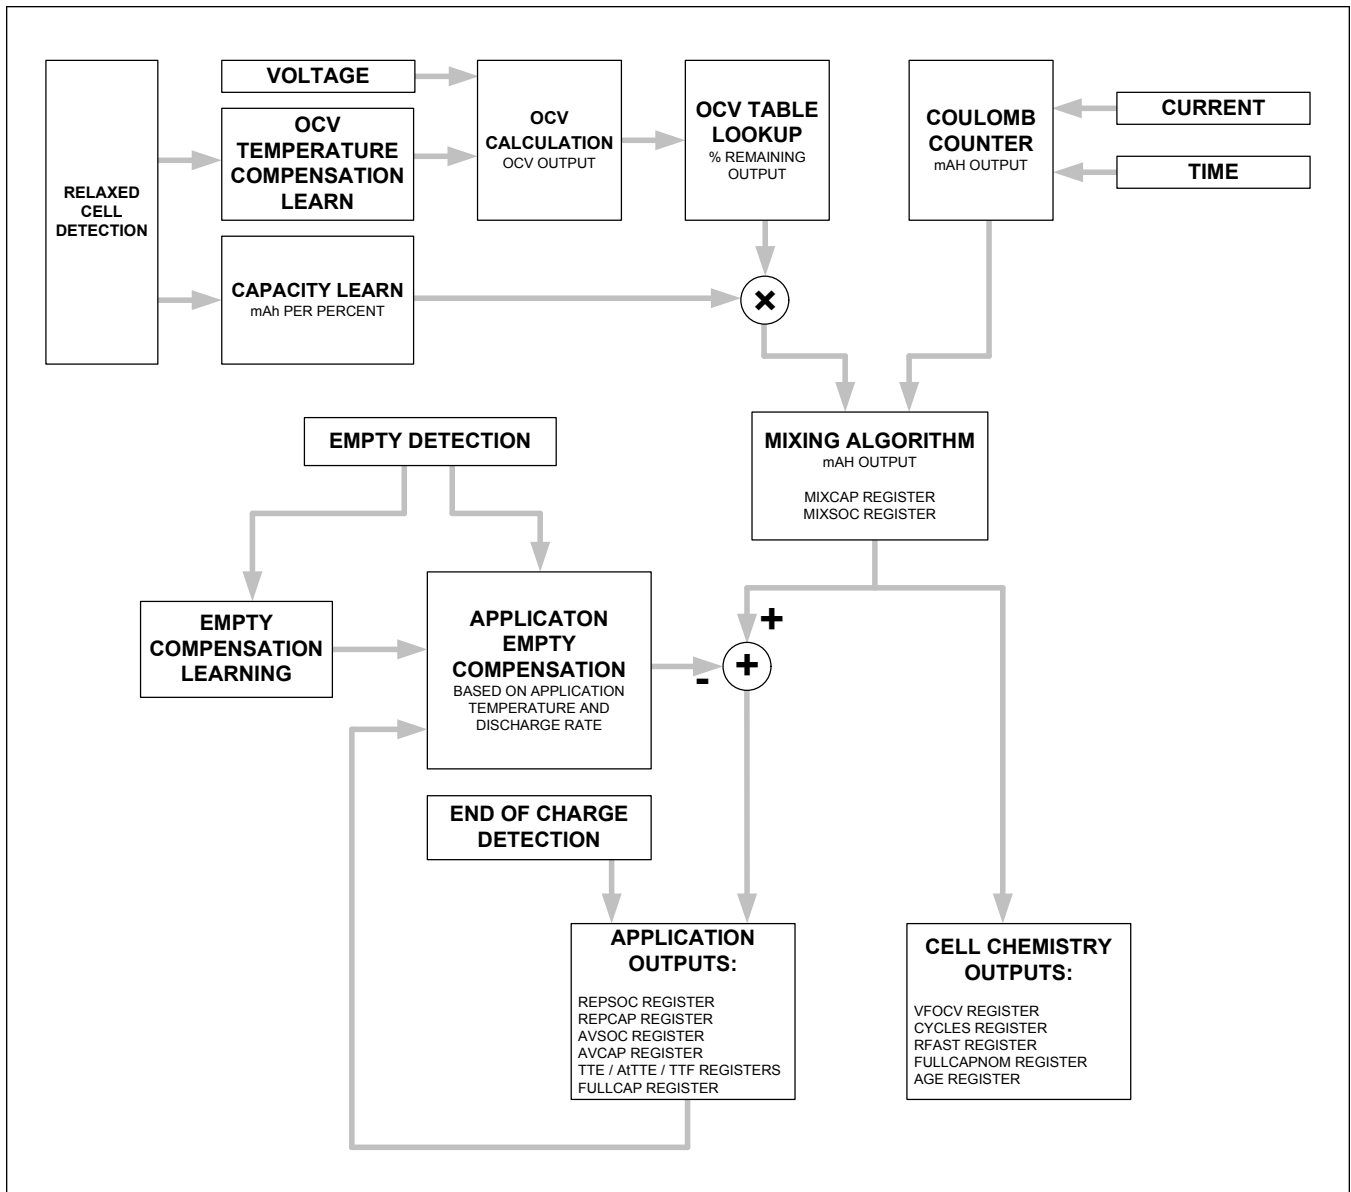 VOLTAGE
OCV
TEMPERATURE
COMPENSATION
LEARN
RELAXED
CELL
DETECTION
CAPACITY LEARN
mAh PER PERCENT
OCV
CALCULATION
OCV OUTPUT
OCV TABLE
LOOKUP
% REMAINING
OUTPUT
COULOMB
COUNTER
mAH OUTPUT
CURRENT
TIME
×
EMPTY DETECTION
MIXING ALGORITHM
mAH OUTPUT
MIXCAP REGISTER
MIXSOC REGISTER
EMPTY
COMPENSATION
LEARNING
APPLICATON
EMPTY
COMPENSATION
BASED ON APPLICATION
TEMPERATURE AND
DISCHARGE RATE
+
+
-
END OF CHARGE
DETECTION
APPLICATION
OUTPUTS:
REPSOC REGISTER
REPCAP REGISTER
AVSOC REGISTER
AVCAP REGISTER
TTE / AtTTE / TTF REGISTERS
FULLCAP REGISTER
CELL CHEMISTRY
OUTPUTS:
VFOCV REGISTER
CYCLES REGISTER
RFAST REGISTER
FULLCAPNOM REGISTER
AGE REGISTER